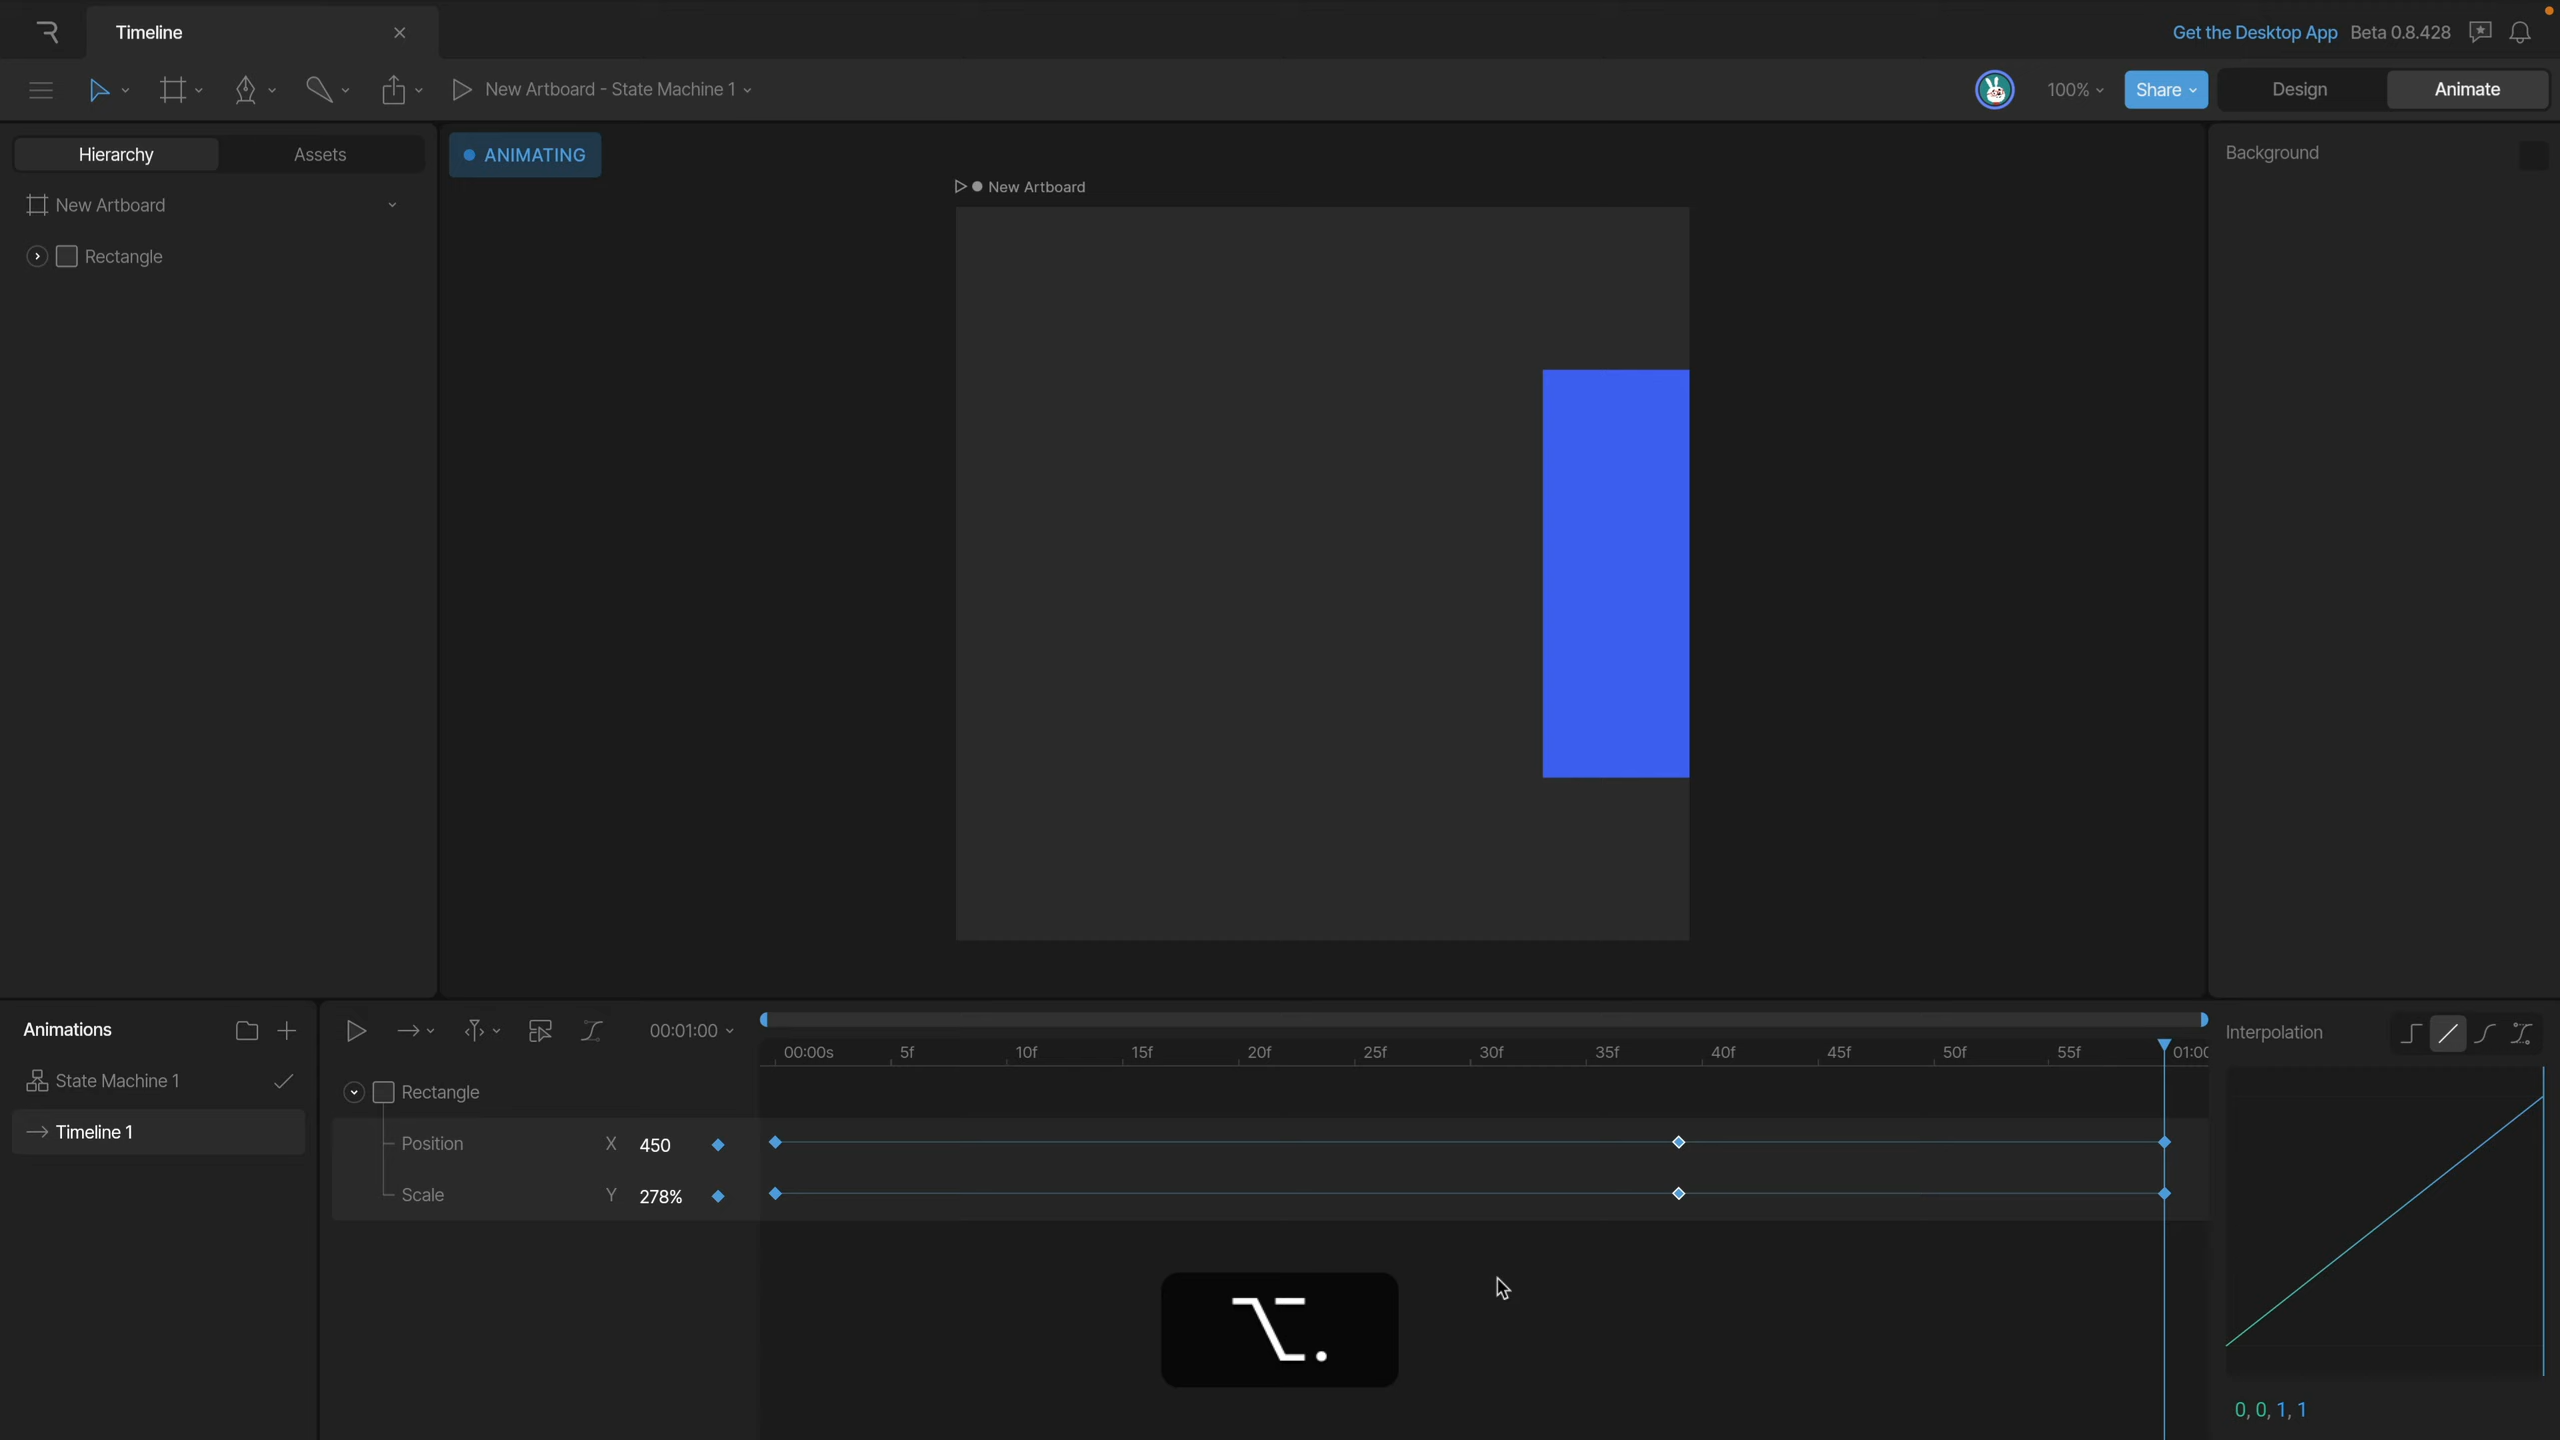 Timeline
Get the Desktop App Beta 0.8.428
New Artboard - State Machine 1
100% Share Design Animate
Hierarchy Assets
ANIMATING
Background
New Artboard
New Artboard
Rectangle
Animations
00:01:00
Interpolation
00:00s 5f 10f 15f 20f 25f 30f 35f 40f 45f 50f 55f
State Machine 1
Rectangle
Timeline 1
Position X 450
Scale Y 278%
⌥.
0, 0, 1, 1